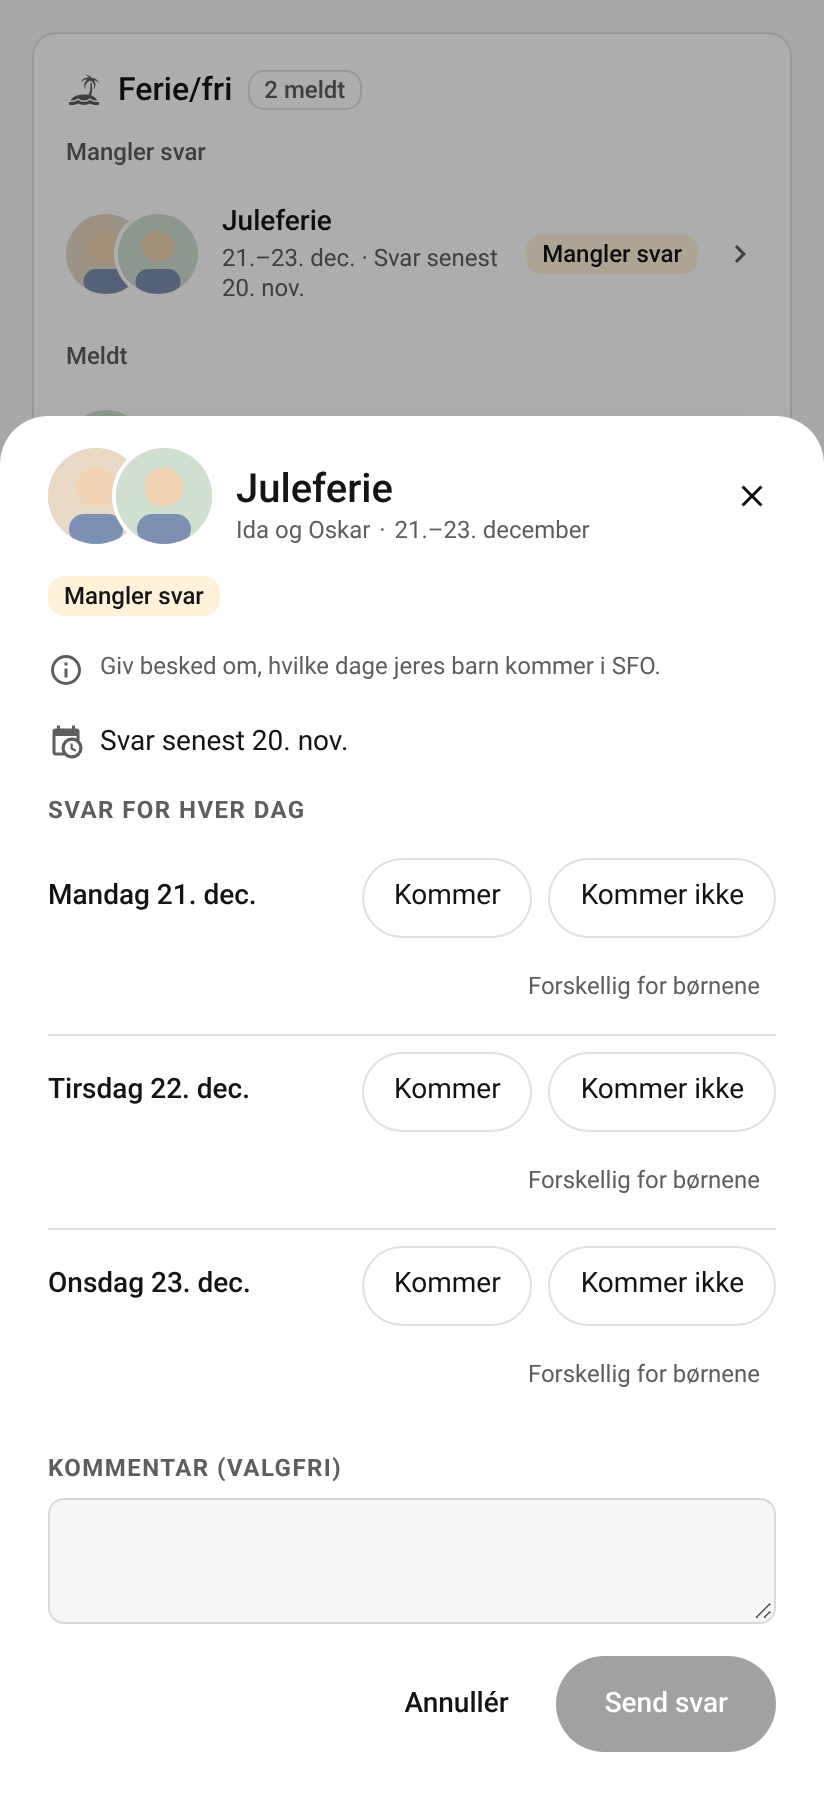 Ferie/fri
2 meldt
Mangler svar
Juleferie
21.–23. dec. · Svar senest
20. nov.
Mangler svar
Meldt
Juleferie
Ida og Oskar · 21.–23. december
Mangler svar
Giv besked om, hvilke dage jeres barn kommer i SFO.
Svar senest 20. nov.
SVAR FOR HVER DAG
Mandag 21. dec.
Kommer
Kommer ikke
Forskellig for børnene
Tirsdag 22. dec.
Kommer
Kommer ikke
Forskellig for børnene
Onsdag 23. dec.
Kommer
Kommer ikke
Forskellig for børnene
KOMMENTAR (VALGFRI)
Annullér
Send svar